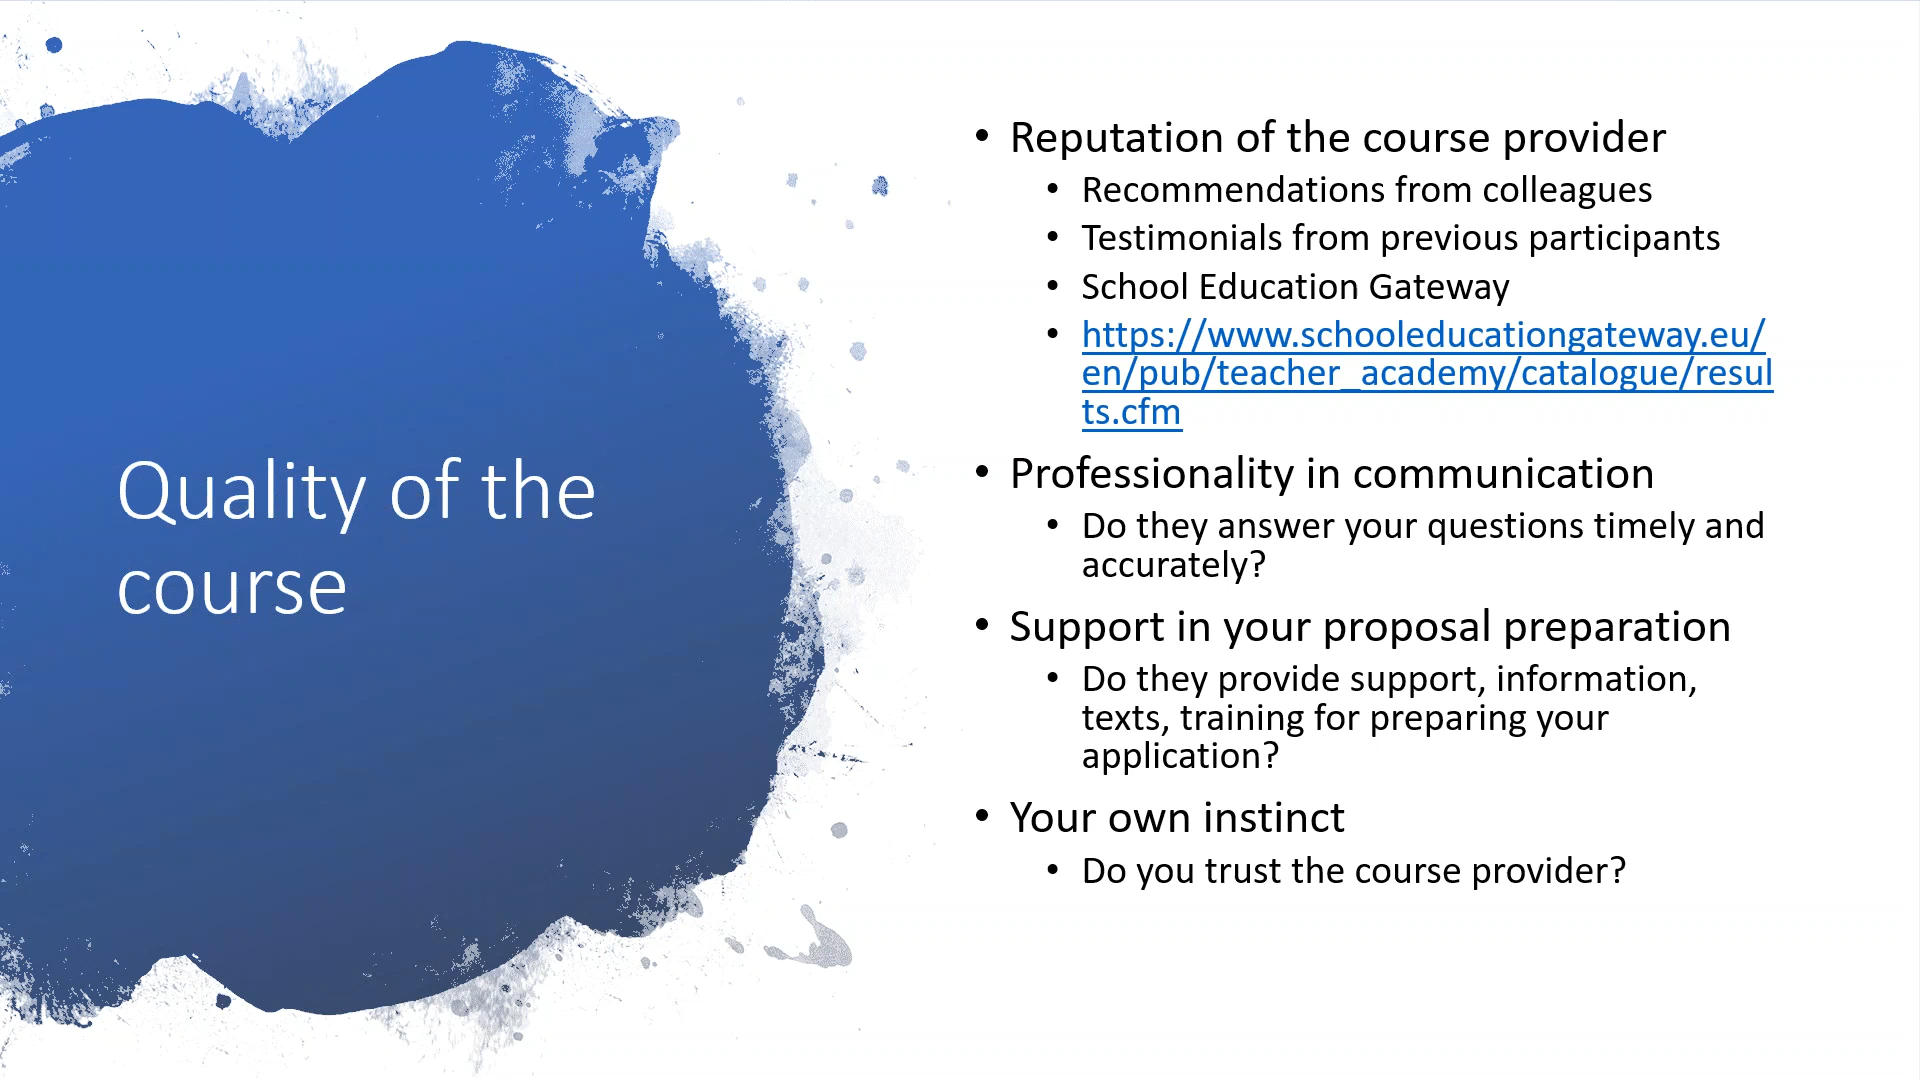 Quality of the
course
• Reputation of the course provider
• Recommendations from colleagues
• Testimonials from previous participants
• School Education Gateway
• https://www.schooleducationgateway.eu/
en/pub/teacher_academy/catalogue/resul
ts.cfm
• Professionality in communication
• Do they answer your questions timely and
accurately?
• Support in your proposal preparation
• Do they provide support, information,
texts, training for preparing your
application?
• Your own instinct
• Do you trust the course provider?